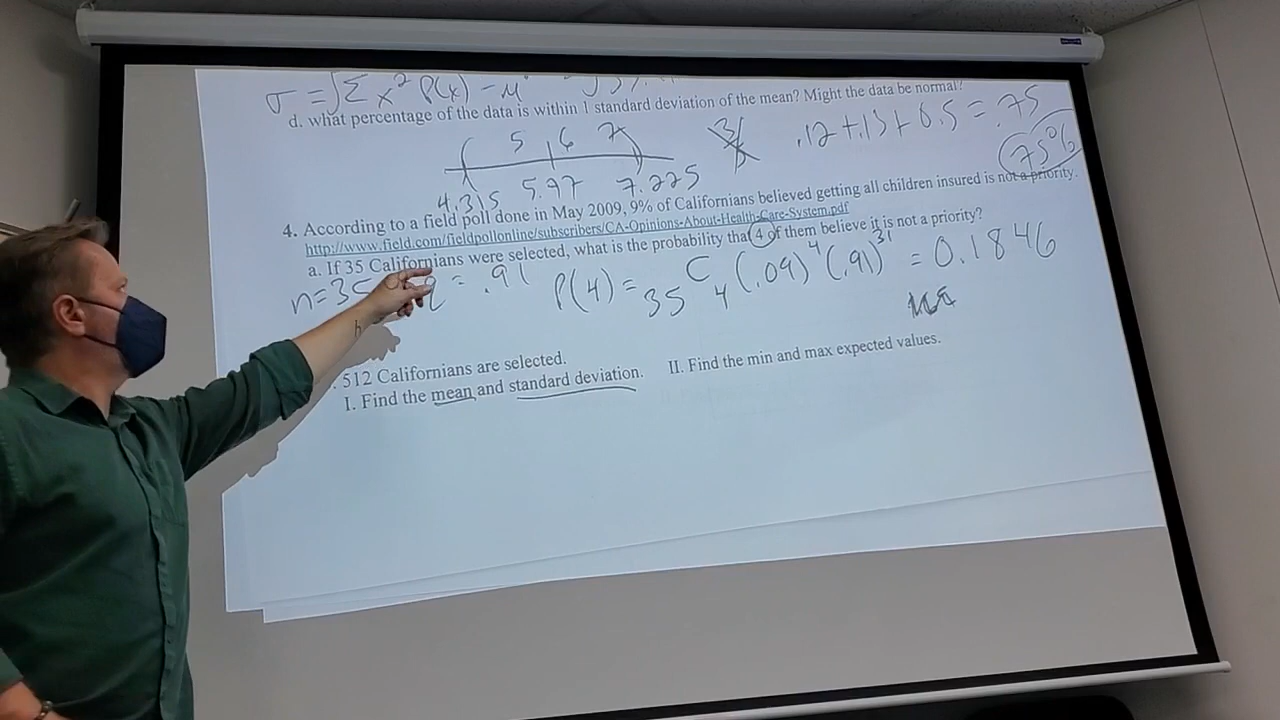 σ = √Σ x² P(x) - μ²
d. what percentage of the data is within 1 standard deviation of the mean? Might the data be normal?
5 6 7
.12 + .13 + 0.5 = .75
75%
4.315 5.97 7.225
4. According to a field poll done in May 2009, 9% of Californians believed getting all children insured is not a priority.
http://www.field.com/fieldpollonline/subscribers/CA-Opinions-About-Health-Care-System.pdf
a. If 35 Californians were selected, what is the probability that 4 of them believe it is not a priority?
n=35 q = .91 P(4) = 35 C 4 (.09)⁴ (.91)³¹ = 0.1846
512 Californians are selected.
I. Find the mean and standard deviation. II. Find the min and max expected values.